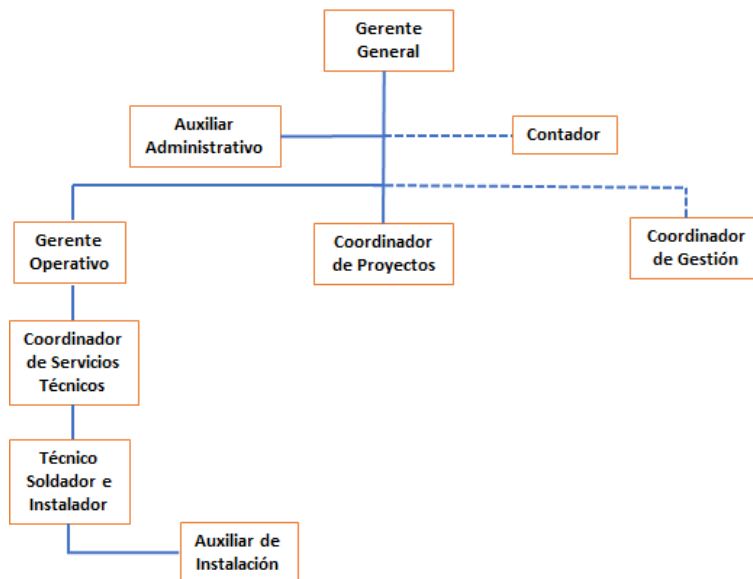 Gerente
General
Auxiliar
Administrativo
Contador
Gerente
Operativo
Coordinador
de Proyectos
Coordinador
de Gestión
Coordinador
de Servicios
Técnicos
Técnico
Soldador e
Instalador
Auxiliar de
Instalación